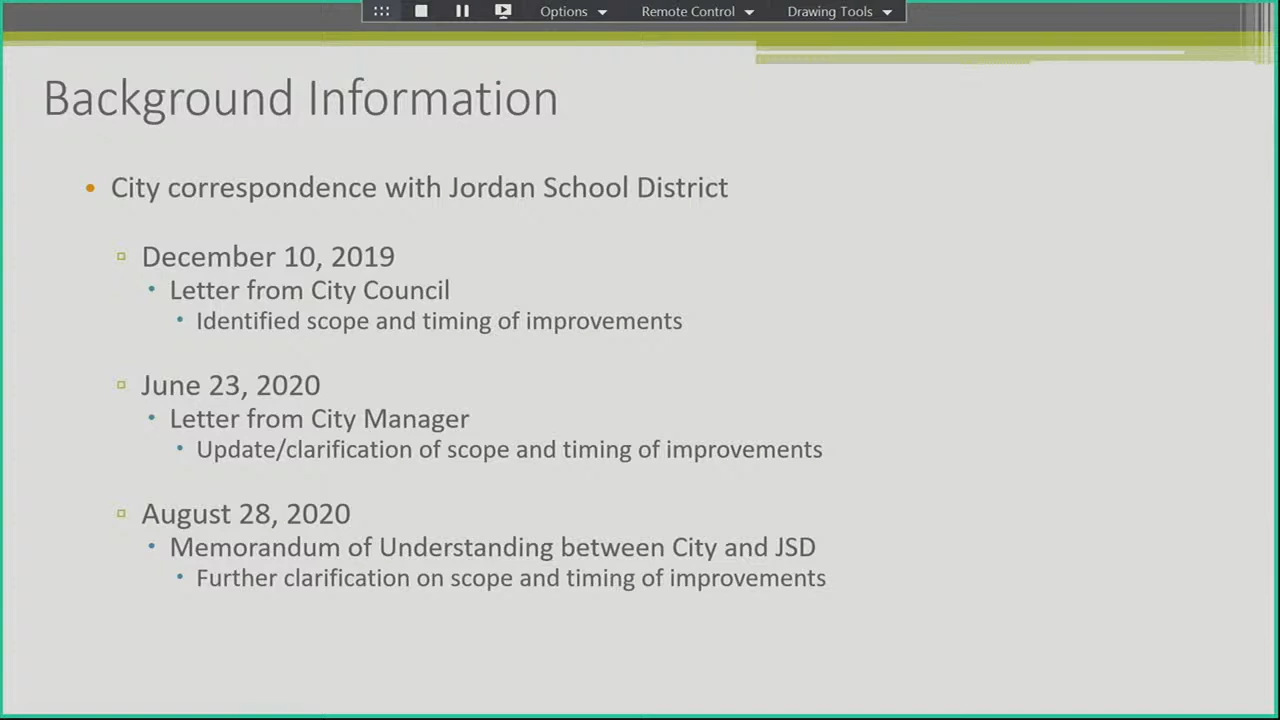 Options
Remote Control
Drawing Tools
Background Information
City correspondence with Jordan School District
December 10, 2019
Letter from City Council
Identified scope and timing of improvements
June 23, 2020
Letter from City Manager
Update/clarification of scope and timing of improvements
August 28, 2020
Memorandum of Understanding between City and JSD
Further clarification on scope and timing of improvements